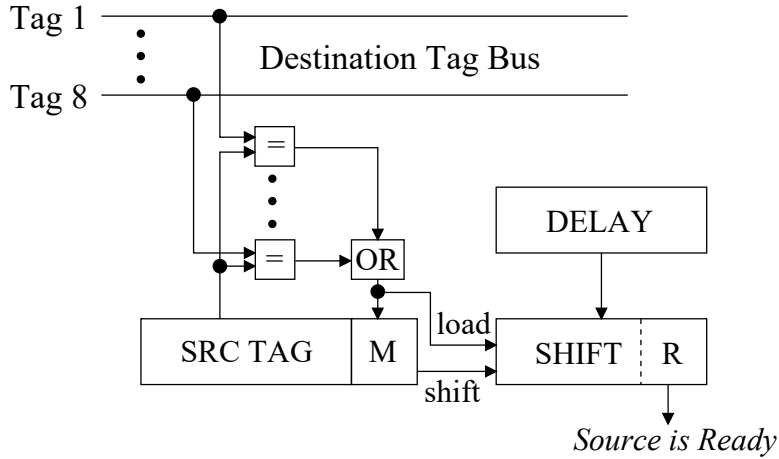 Tag 1
Destination Tag Bus
Tag 8
=
=
OR
DELAY
load
SRC TAG
M
SHIFT
R
shift
Source is Ready